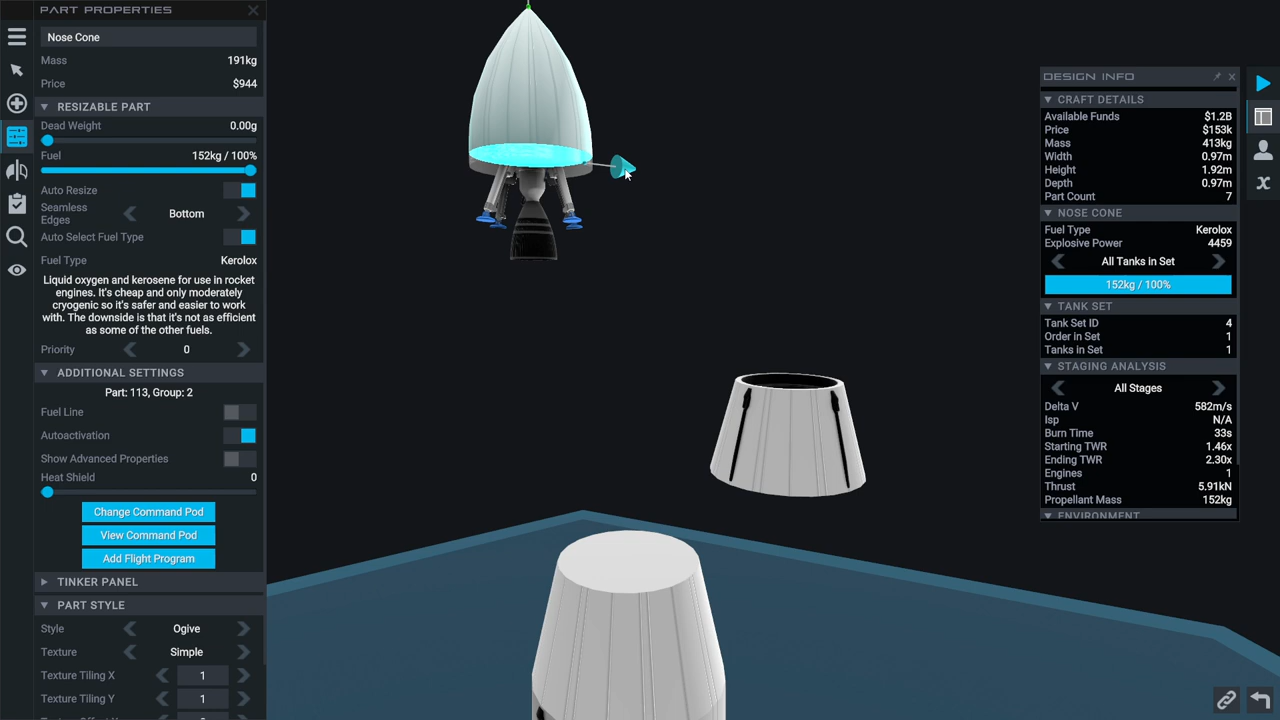 PART PROPERTIES
Nose Cone
Mass 191kg
Price $944
RESIZABLE PART
Dead Weight 0.00g
Fuel 152kg / 100%
Auto Resize
Seamless Edges Bottom
Auto Select Fuel Type
Fuel Type Kerolox
Liquid oxygen and kerosene for use in rocket
engines. It's cheap and only moderately
cryogenic so it's safer and easier to work
with. The downside is that it's not as efficient
as some of the other fuels.
Priority 0
ADDITIONAL SETTINGS
Part: 113, Group: 2
Fuel Line
Autoactivation
Show Advanced Properties
Heat Shield 0
Change Command Pod
View Command Pod
Add Flight Program
TINKER PANEL
PART STYLE
Style Ogive
Texture Simple
Texture Tiling X 1
Texture Tiling Y 1
DESIGN INFO
CRAFT DETAILS
Available Funds $1.2B
Price $153k
Mass 413kg
Width 0.97m
Height 1.92m
Depth 0.97m
Part Count 7
NOSE CONE
Fuel Type Kerolox
Explosive Power 4459
All Tanks in Set
152kg / 100%
TANK SET
Tank Set ID 4
Order in Set 1
Tanks in Set 1
STAGING ANALYSIS
All Stages
Delta V 582m/s
Isp N/A
Burn Time 33s
Starting TWR 1.46x
Ending TWR 2.30x
Engines 1
Thrust 5.91kN
Propellant Mass 152kg
ENVIRONMENT